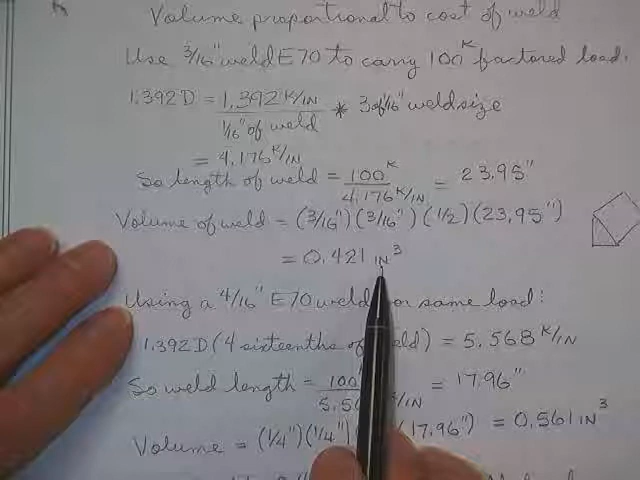 Volume proportional to cost of weld
Use 3/16" weld E70 to carry 100K factored load.
1.392 D = 1.392 K/IN / 1/16" of weld * 3 of 1/16" weld size
= 4.176 K/IN
So length of weld = 100K / 4.176 K/IN = 23.95"
Volume of weld = (3/16")(3/16")(1/2)(23.95")
= 0.421 IN3
Using a 4/16" E70 weld for same load:
1.392 D (4 sixteenths of weld) = 5.568 K/IN
So weld length = 100 / 5.56 K/IN = 17.96"
Volume = (1/4")(1/4") (17.96") = 0.561 IN3